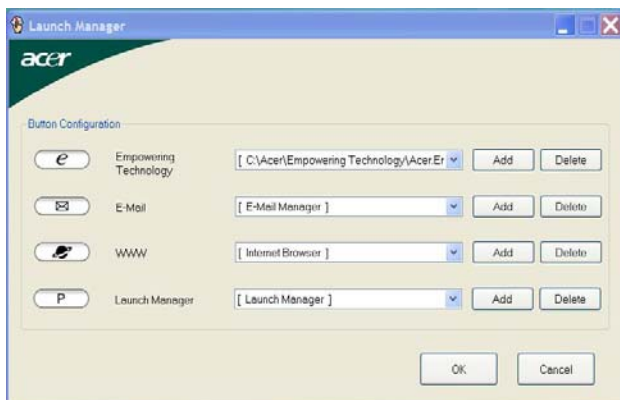 Launch Manager
acer
Button Configuration
e Empowering Technology [ C:\Acer\Empowering Technology\Acer.Er Add Delete
E-Mail [ E-Mail Manager ] Add Delete
WWW [ Internet Browser ] Add Delete
P Launch Manager [ Launch Manager ] Add Delete
OK Cancel